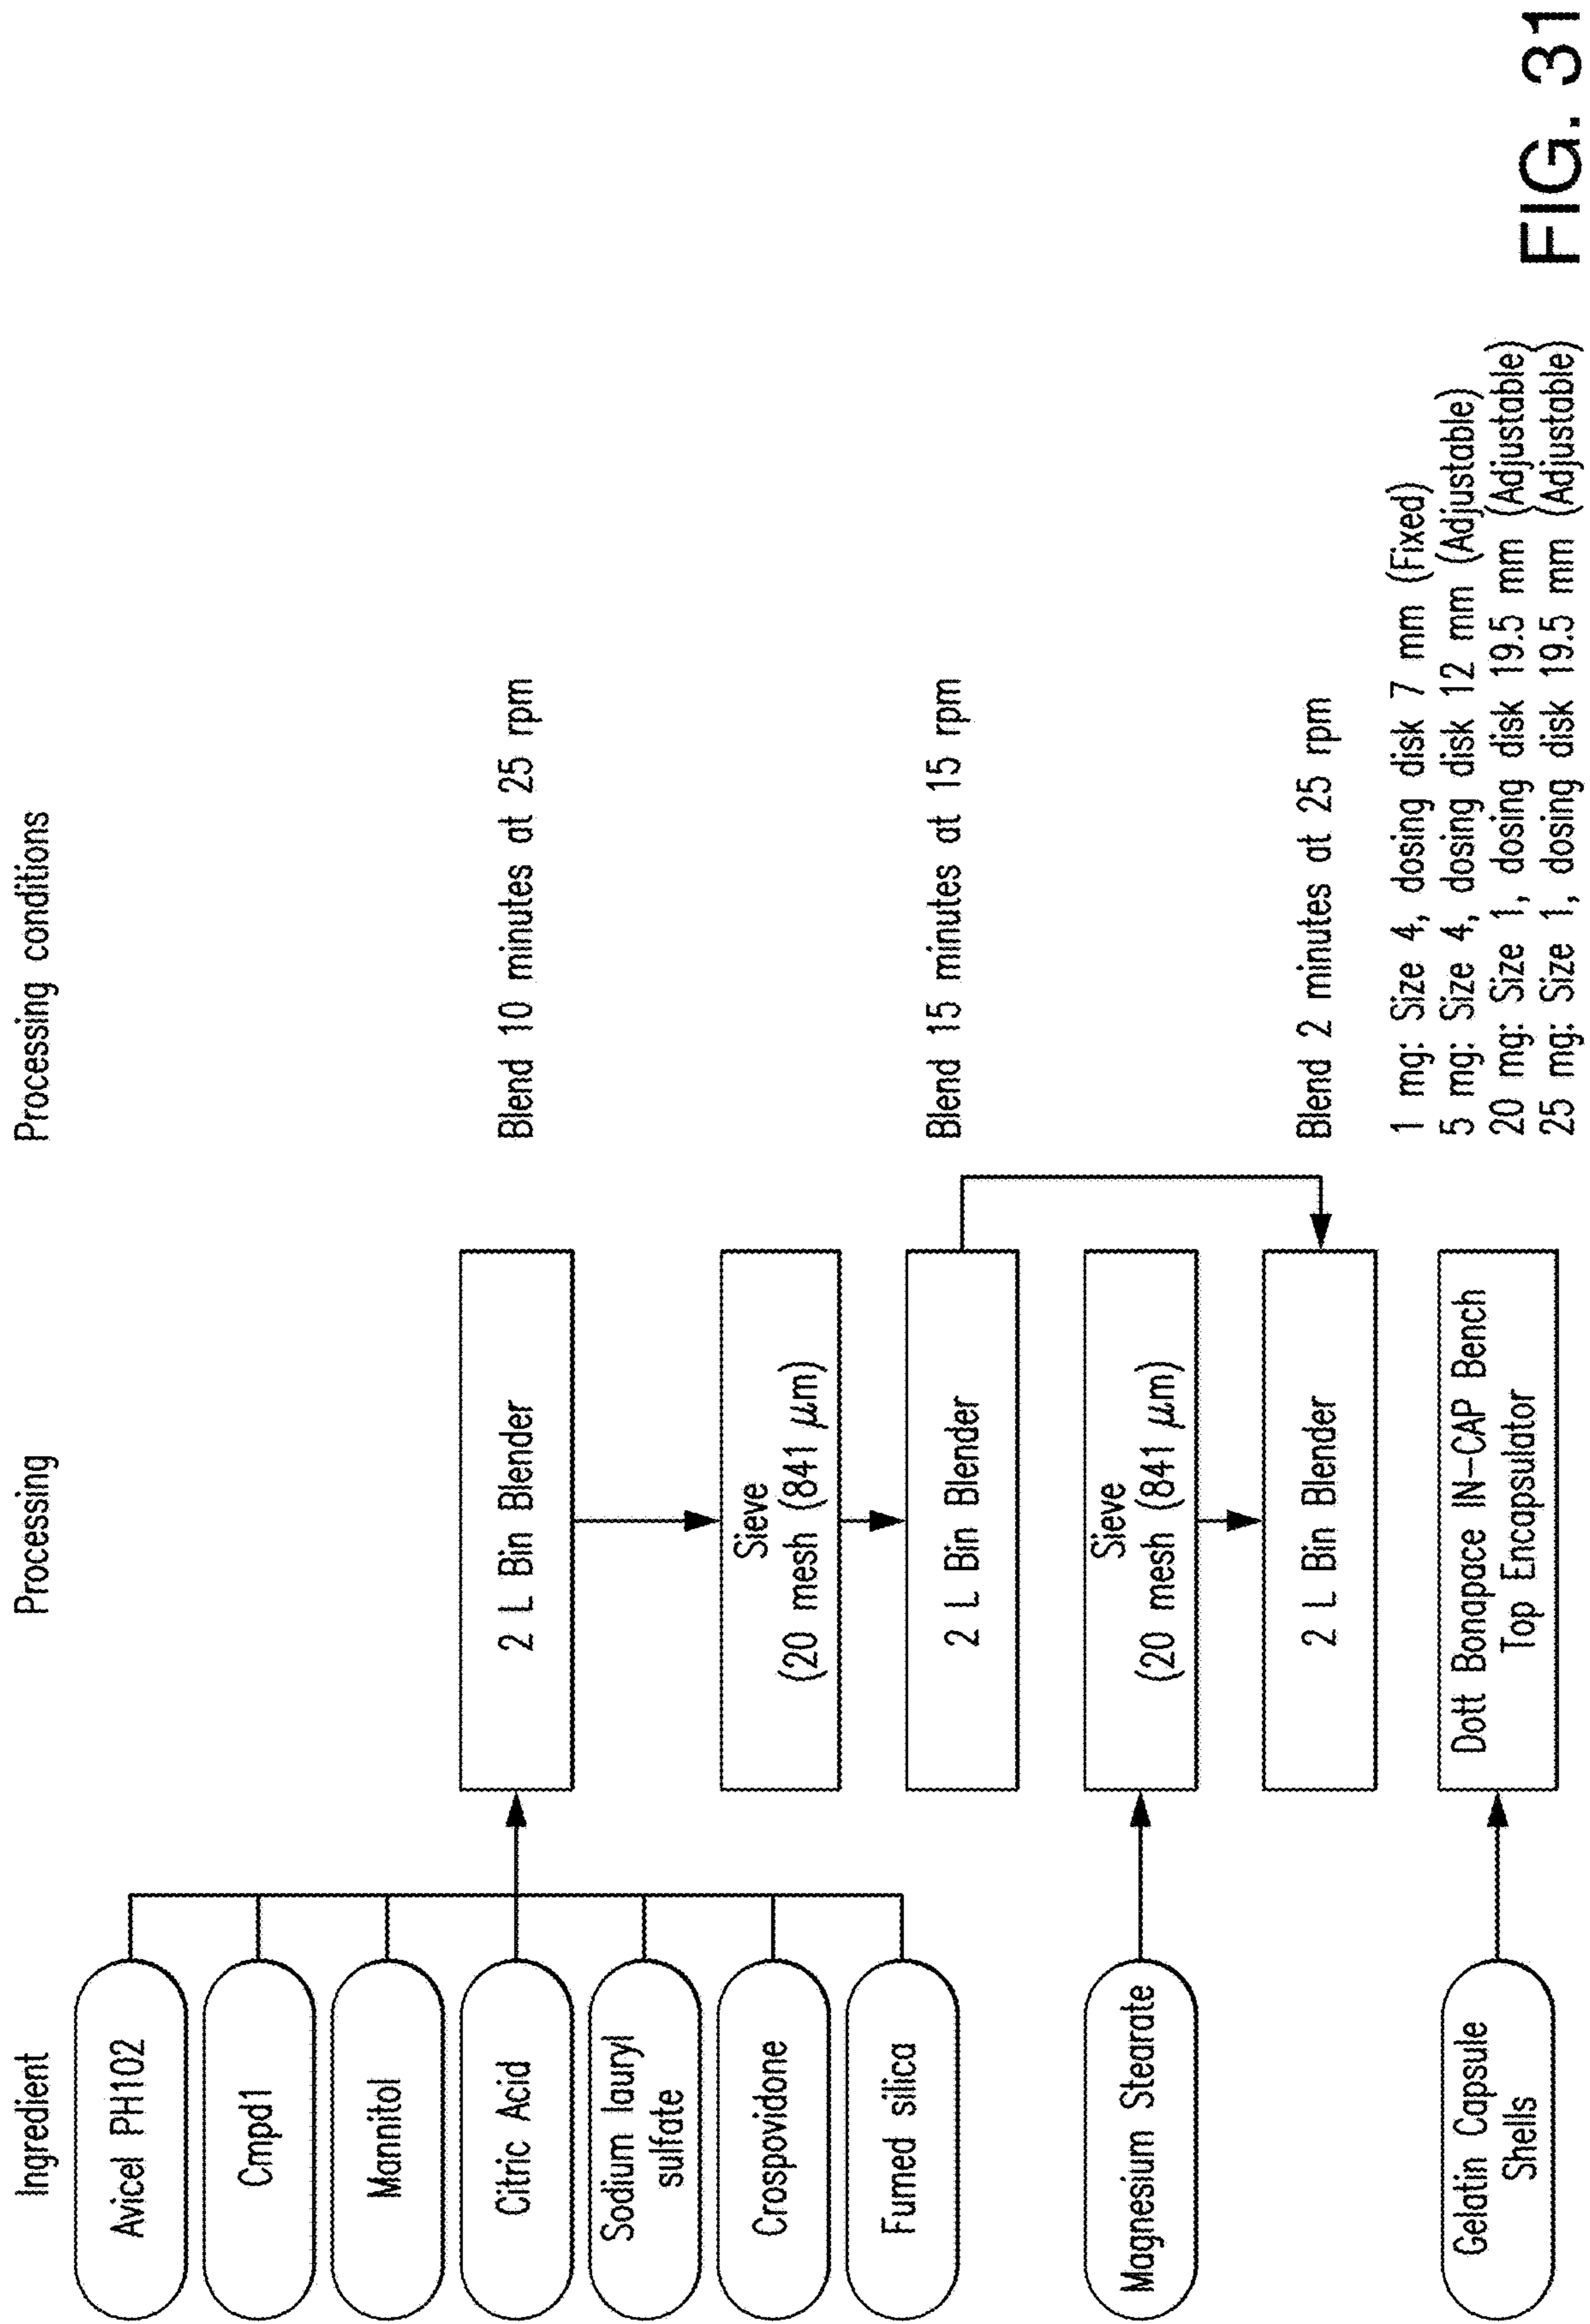 Ingredient
Processing
Processing conditions
Avicel PH102
Cmpd1
Mannitol
Citric Acid
Sodium lauryl
sulfate
Crospovidone
Fumed silica
2 L Bin Blender
Blend 10 minutes at 25 rpm
Sieve
(20 mesh (841 μm)
2 L Bin Blender
Blend 15 minutes at 15 rpm
Magnesium Stearate
Sieve
(20 mesh (841 μm)
2 L Bin Blender
Blend 2 minutes at 25 rpm
Gelatin Capsule
Shells
Dott Bonapace IN-CAP Bench
Top Encapsulator
1 mg: Size 4, dosing disk 7 mm (Fixed)
5 mg: Size 4, dosing disk 12 mm (Adjustable)
20 mg: Size 1, dosing disk 19.5 mm (Adjustable)
25 mg: Size 1, dosing disk 19.5 mm (Adjustable)
FIG. 31